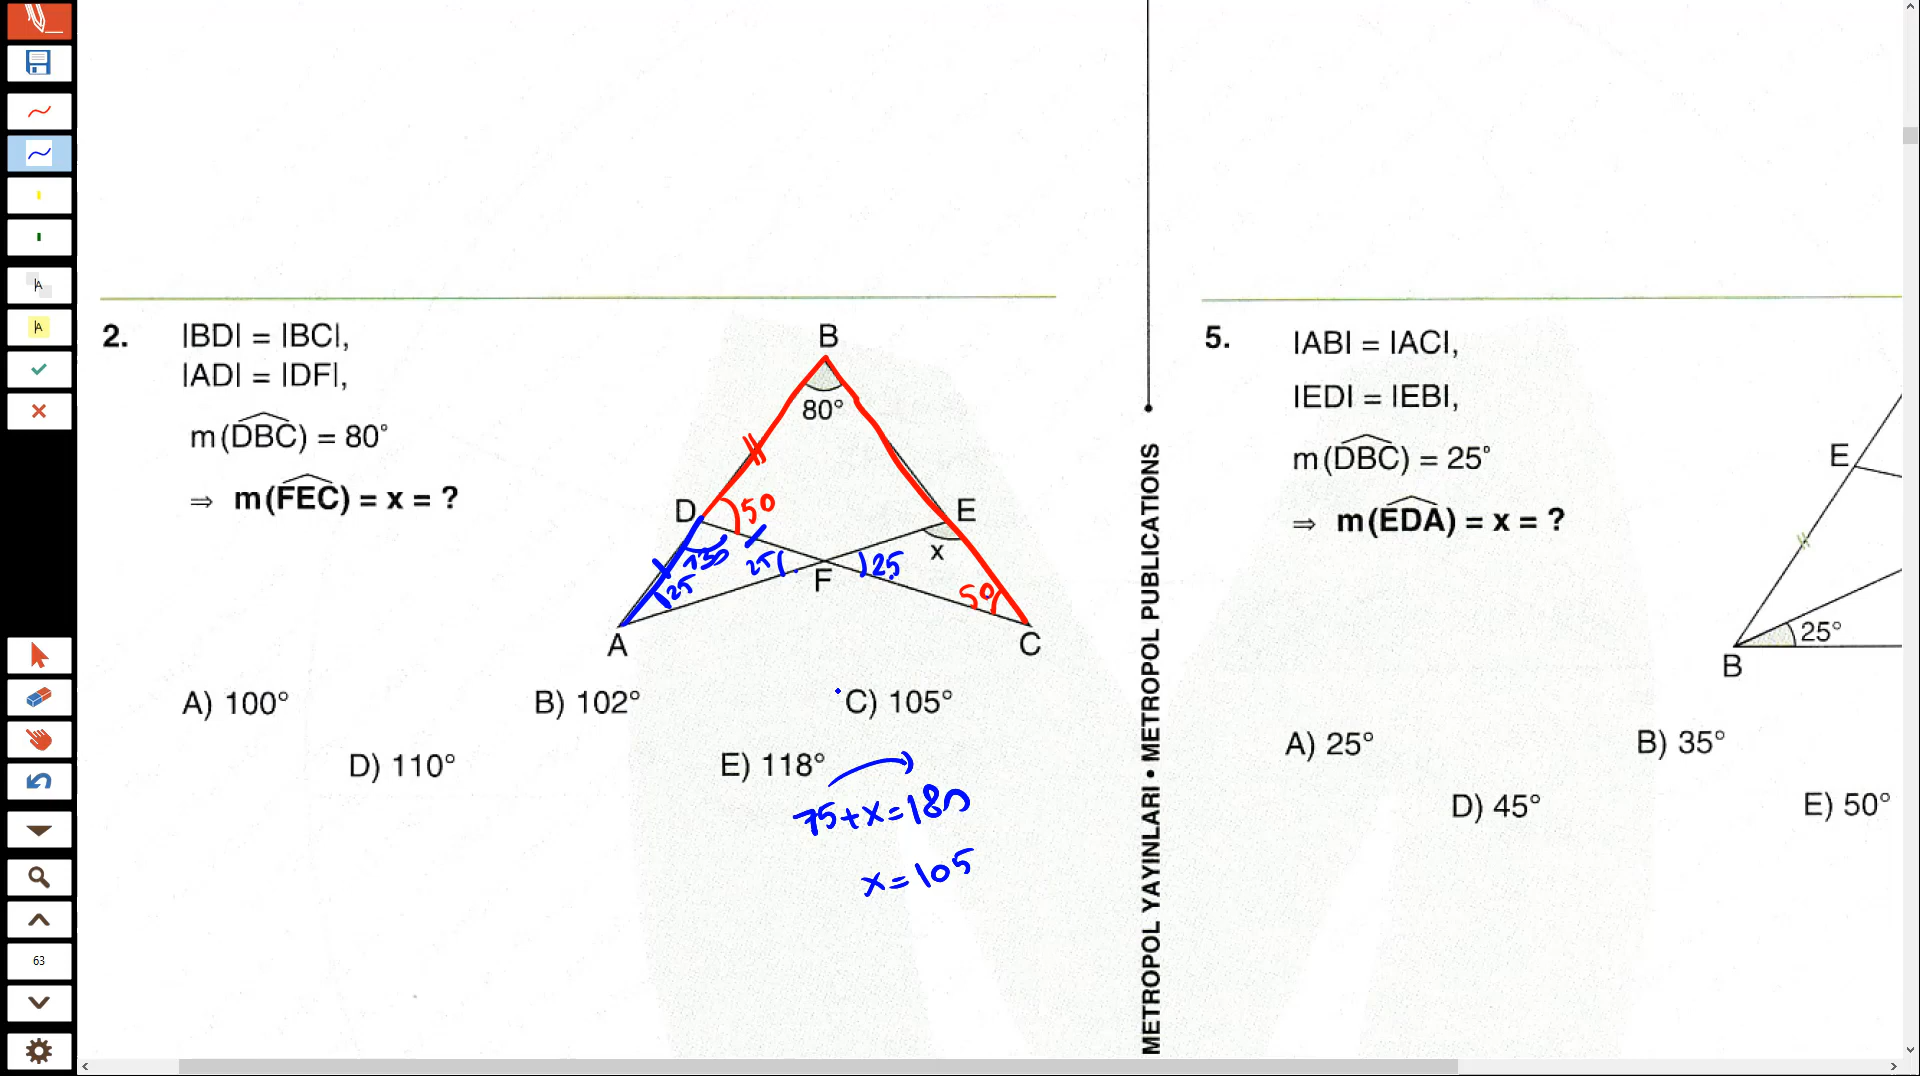 2.
|BD| = |BC|,
|AD| = |DF|,
m(DBC) = 80°
⇒ m(FEC) = x = ?
B
80°
D
50
E
x
130
25
25
F
25
50
A
C
A) 100°
B) 102°
C) 105°
D) 110°
E) 118°
75+x=180
x=105
METROPOL YAYINLARI • METROPOL PUBLICATIONS
5.
|AB| = |AC|,
|ED| = |EB|,
m(DBC) = 25°
⇒ m(EDA) = x = ?
E
25°
B
A) 25°
B) 35°
D) 45°
E) 50°
A
A
63